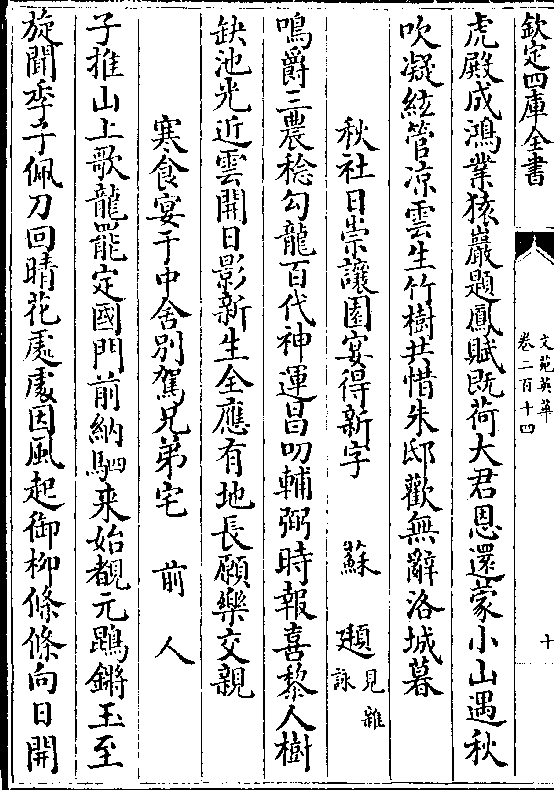 欽定四庫全書
文苑英華
卷二百十四
十
虎殿成鴻業猿巖題鳳賦既荷大君恩還蒙小山遇秋
吹凝絃管凉雲生竹樹共惜朱邸歡無辭洛城暮
秋社日崇讓園宴得新字 蘇頲 見雜詠
鳴爵三農稔勾龍百代神運昌叨輔弼時報喜黎人樹
缺池光近雲開日影新生全應有地長願樂交親
寒食宴于中舍別駕兄弟宅 前人
子推山上歌龍罷定國門前納駟来始覩元昆鏘玉至
旋聞季子佩刀回晴花處處因風起御柳條條向日開